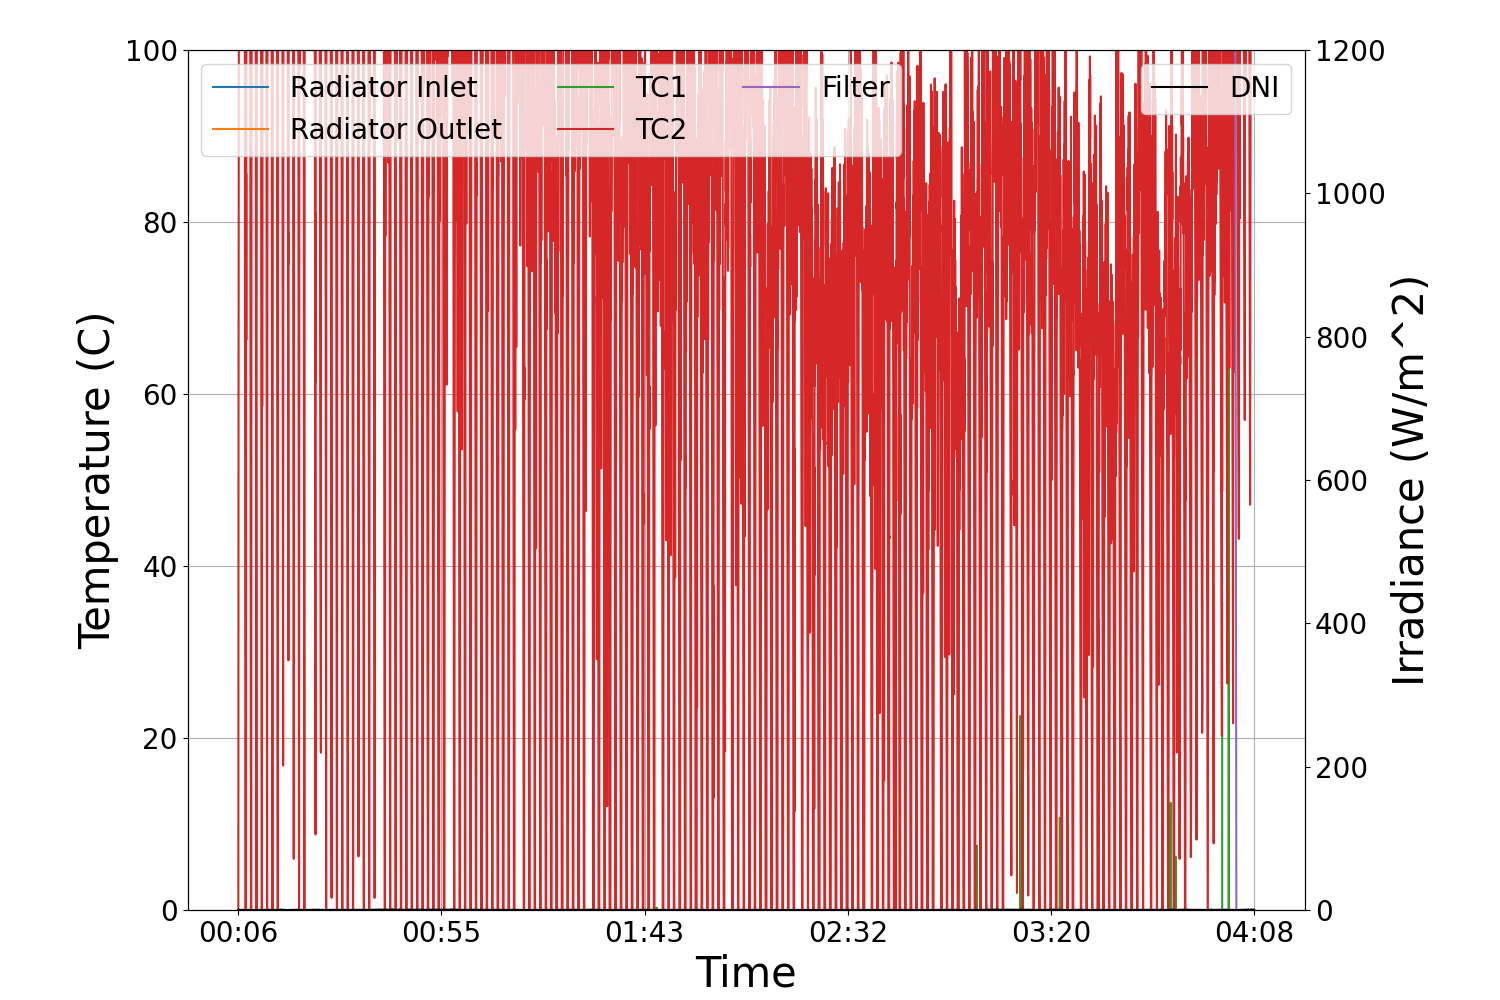 100
80
60
40
20
0
Temperature (C)
Radiator Inlet
Radiator Outlet
TC1
TC2
Filter
DNI
1200
1000
800
600
400
200
0
Irradiance (W/m^2)
00:06
00:55
01:43
02:32
03:20
04:08
Time